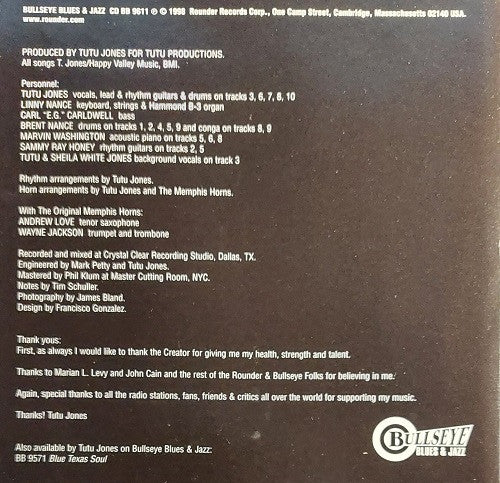 BULLSEYE BLUES & JAZZ CD BB 9611 ℗ © 1998 Rounder Records Corp., One Camp Street, Cambridge, Massachusetts 02140 USA.
www.rounder.com
PRODUCED BY TUTU JONES FOR TUTU PRODUCTIONS.
All songs T. Jones/Happy Valley Music, BMI.
Personnel:
TUTU JONES vocals, lead & rhythm guitars & drums on tracks 3, 6, 7, 8, 10
LINNY NANCE keyboard, strings & Hammond B-3 organ
CARL "E.G." CARLDWELL bass
BRENT NANCE drums on tracks 1, 2, 4, 5, 9 and conga on tracks 8, 9
MARVIN WASHINGTON acoustic piano on tracks 5, 6, 8
SAMMY RAY HONEY rhythm guitars on tracks 2, 5
TUTU & SHEILA WHITE JONES background vocals on track 3
Rhythm arrangements by Tutu Jones.
Horn arrangements by Tutu Jones and The Memphis Horns.
With The Original Memphis Horns:
ANDREW LOVE tenor saxophone
WAYNE JACKSON trumpet and trombone
Recorded and mixed at Crystal Clear Recording Studio, Dallas, TX.
Engineered by Mark Petty and Tutu Jones.
Mastered by Phil Klum at Master Cutting Room, NYC.
Notes by Tim Schuller.
Photography by James Bland.
Design by Francisco Gonzalez.
Thank yous:
First, as always I would like to thank the Creator for giving me my health, strength and talent.
Thanks to Marian L. Levy and John Cain and the rest of the Rounder & Bullseye Folks for believing in me.
Again, special thanks to all the radio stations, fans, friends & critics all over the world for supporting my music.
Thanks! Tutu Jones
Also available by Tutu Jones on Bullseye Blues & Jazz:
BB 9571 Blue Texas Soul
BULLSEYE
BLUES & JAZZ